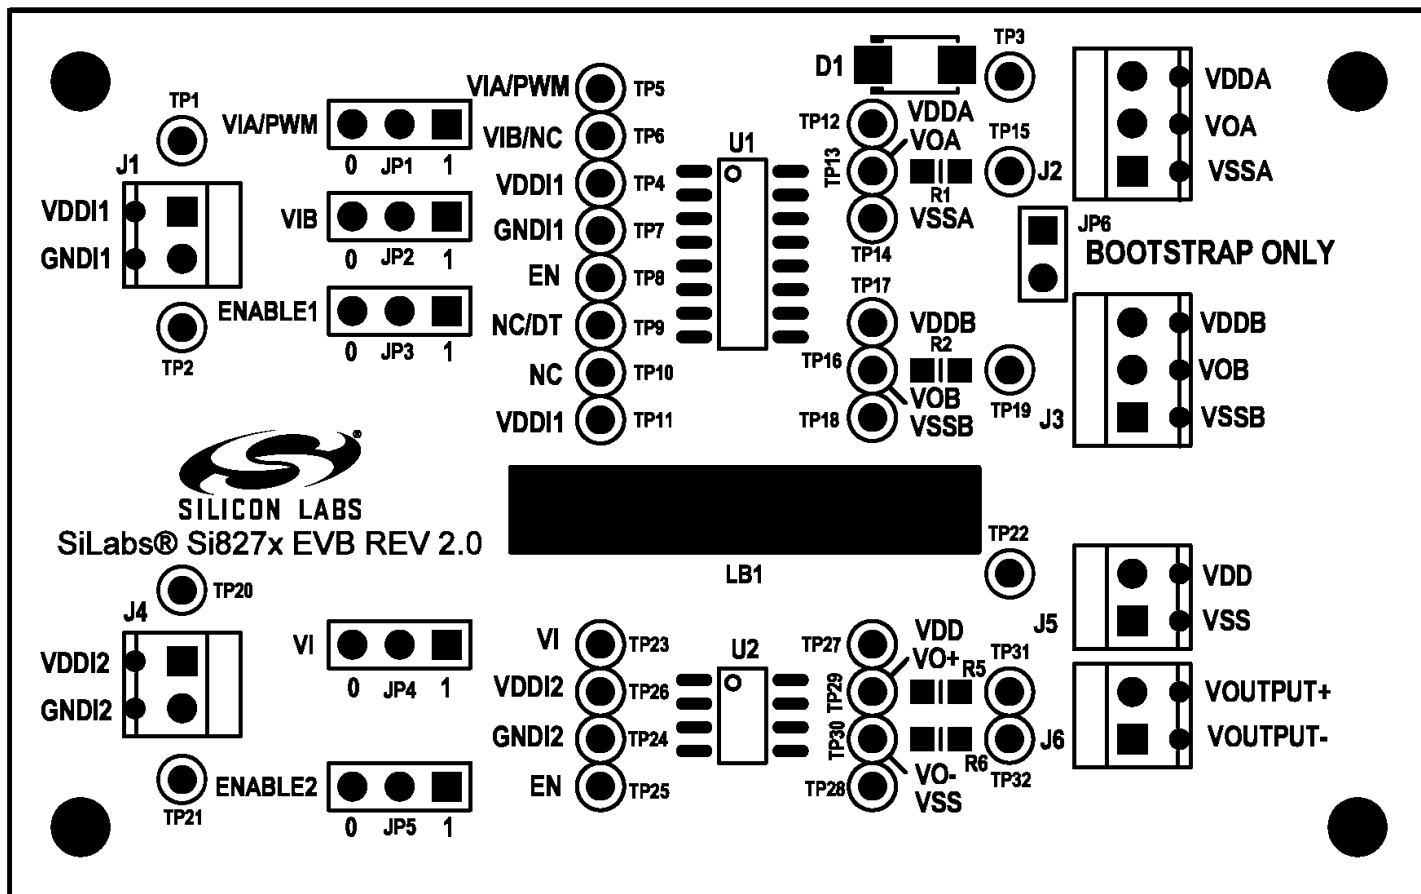 TP1
VIA/PWM
0 JP1 1
J1
VDDI1
GNDI1
VIB
0 JP2 1
ENABLE1
0 JP3 1
TP2
VIA/PWM TP5
VIB/NC TP6
VDDI1 TP4
GNDI1 TP7
EN TP8
NC/DT TP9
NC TP10
VDDI1 TP11
U1
D1
TP3
TP12 VDDA
VOA
TP13
TP15
R1
VSSA
TP14
J2
VDDA
VOA
VSSA
JP6
BOOTSTRAP ONLY
TP17
VDDB
R2
TP16
VOB
TP18 VSSB
TP19
J3
VDDB
VOB
VSSB
®
SILICON LABS
SiLabs® Si827x EVB REV 2.0
LB1
TP22
VDD
J5 VSS
TP20
J4
VDDI2
GNDI2
TP21
VI
0 JP4 1
ENABLE2
0 JP5 1
VI TP23
VDDI2 TP26
GNDI2 TP24
EN TP25
U2
TP27 VDD
VO+
TP29
R5
TP31
TP30
R6
VO-
TP28 VSS
TP32
J6
VOUTPUT+
VOUTPUT-